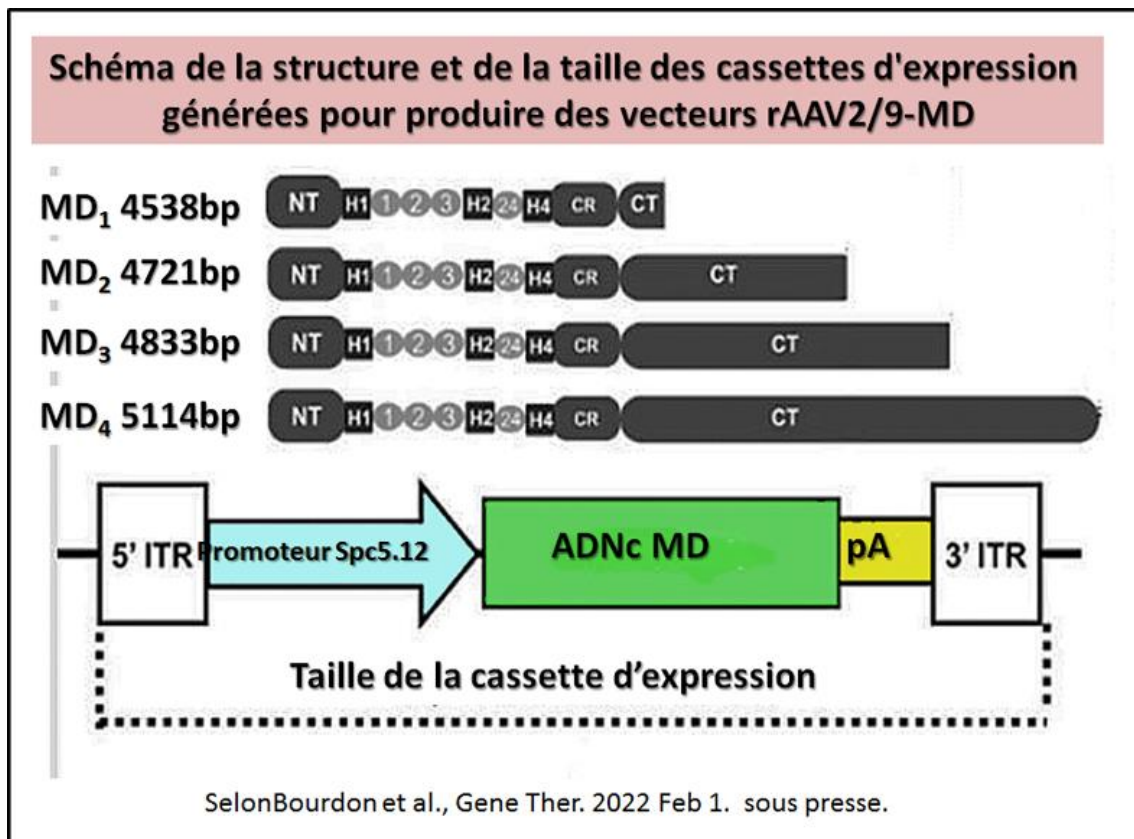 Schéma de la structure et de la taille des cassettes d'expression
générées pour produire des vecteurs rAAV2/9-MD
MD₁ 4538bp NT H1 1 2 3 H2 24 H4 CR CT
MD₂ 4721bp NT H1 1 2 3 H2 24 H4 CR CT
MD₃ 4833bp NT H1 1 2 3 H2 24 H4 CR CT
MD₄ 5114bp NT H1 1 2 3 H2 24 H4 CR CT
5' ITR Promoteur Spc5.12 ADNc MD pA 3' ITR
Taille de la cassette d'expression
SelonBourdon et al., Gene Ther. 2022 Feb 1. sous presse.